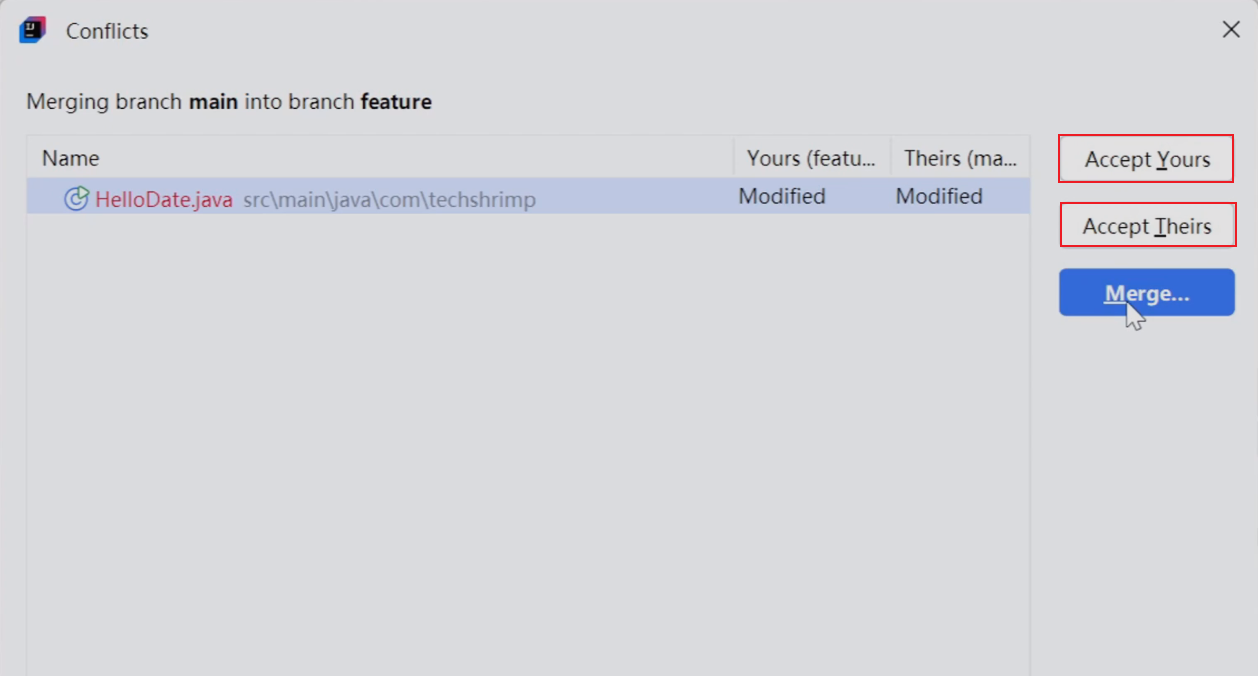 Conflicts
Merging branch main into branch feature
Name Yours (featu... Theirs (ma...
HelloDate.java src\main\java\com\techshrimp Modified Modified
Accept Yours
Accept Theirs
Merge...